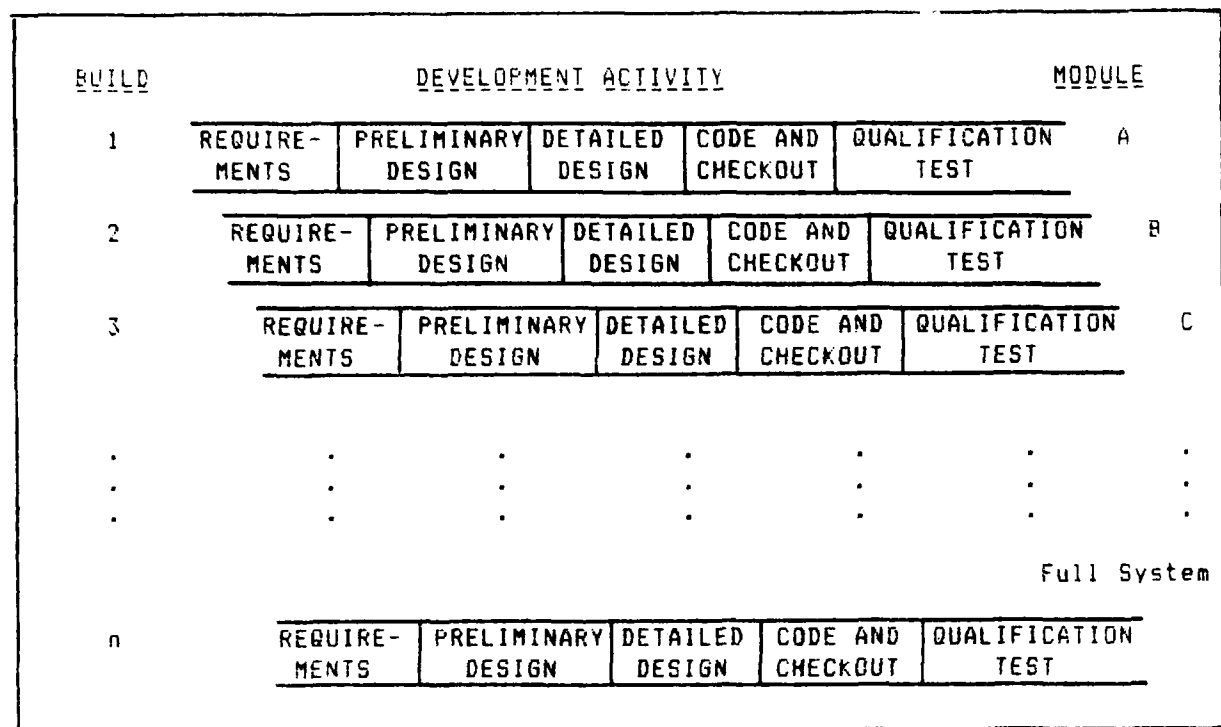 BUILD DEVELOPMENT ACTIVITY MODULE
1 REQUIRE- PRELIMINARY DETAILED CODE AND QUALIFICATION A
MENTS DESIGN DESIGN CHECKOUT TEST
2 REQUIRE- PRELIMINARY DETAILED CODE AND QUALIFICATION B
MENTS DESIGN DESIGN CHECKOUT TEST
3 REQUIRE- PRELIMINARY DETAILED CODE AND QUALIFICATION C
MENTS DESIGN DESIGN CHECKOUT TEST
. . . . . . .
. . . . . . .
. . . . . . .
Full System
n REQUIRE- PRELIMINARY DETAILED CODE AND QUALIFICATION
MENTS DESIGN DESIGN CHECKOUT TEST